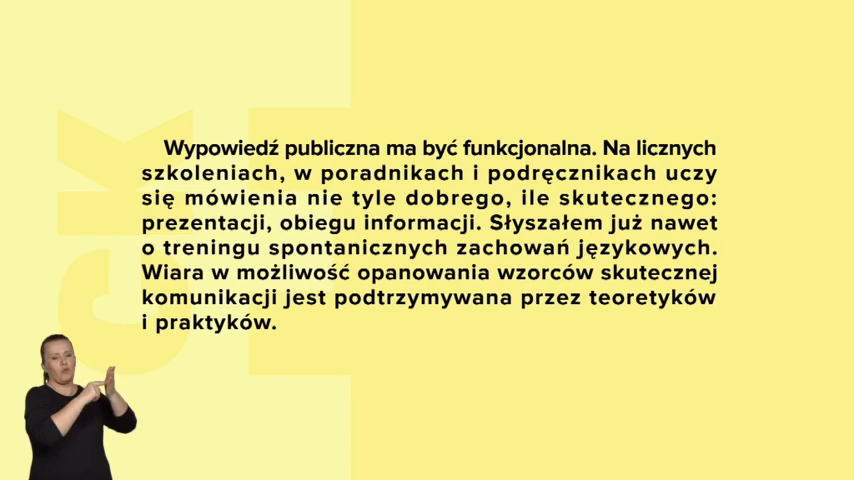 Wypowiedź publiczna ma być funkcjonalna. Na licznych
szkoleniach, w poradnikach i podręcznikach uczy
się mówienia nie tyle dobrego, ile skutecznego:
prezentacji, obiegu informacji. Słyszałem już nawet
o treningu spontanicznych zachowań językowych.
Wiara w możliwość opanowania wzorców skutecznej
komunikacji jest podtrzymywana przez teoretyków
i praktyków.